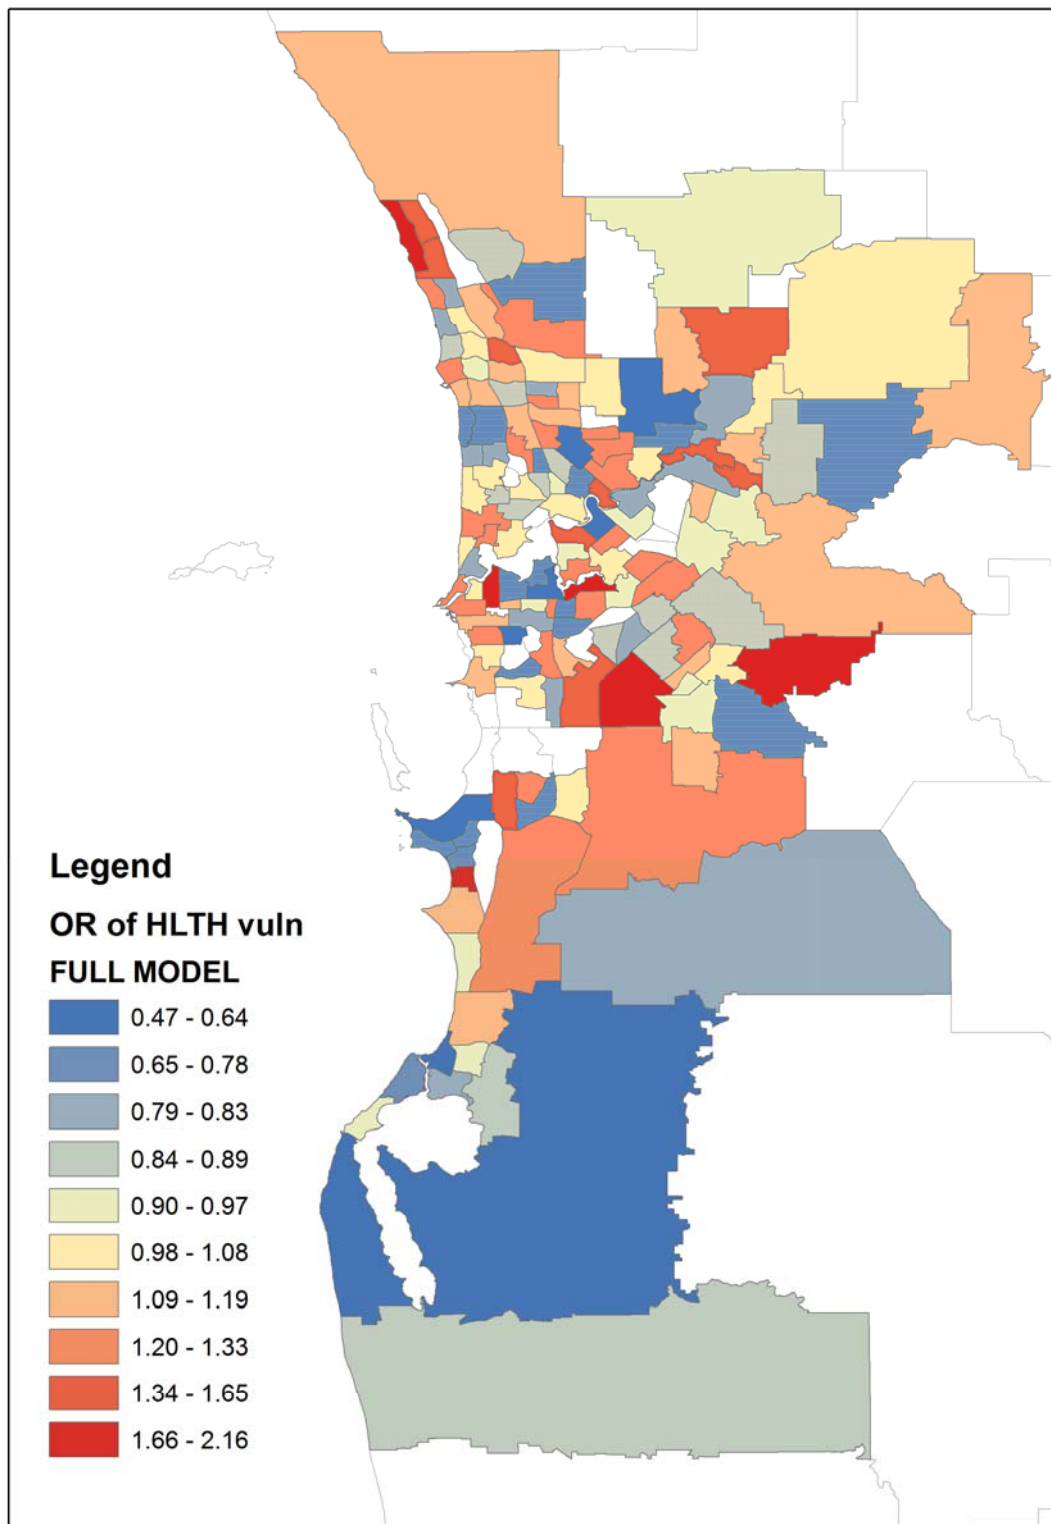 Legend
OR of HLTH vuln
FULL MODEL
0.47 - 0.64
0.65 - 0.78
0.79 - 0.83
0.84 - 0.89
0.90 - 0.97
0.98 - 1.08
1.09 - 1.19
1.20 - 1.33
1.34 - 1.65
1.66 - 2.16